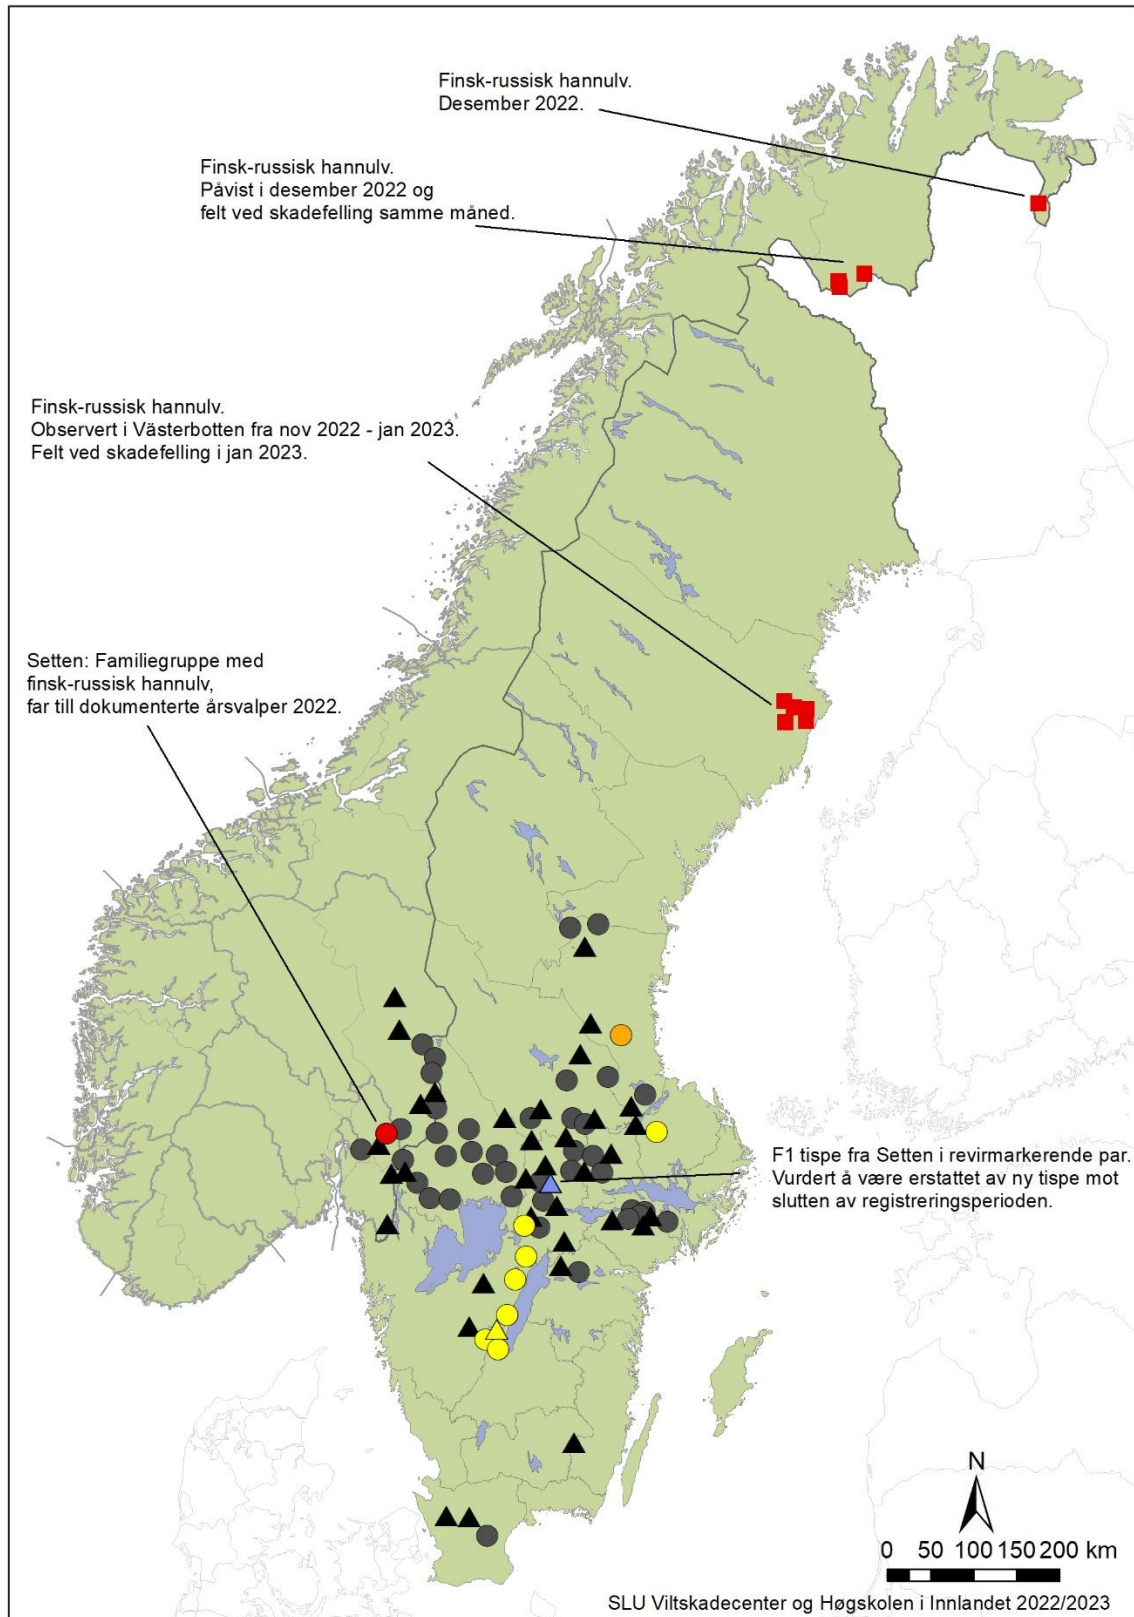 Finsk-russisk hannulv.
Desember 2022.
Finsk-russisk hannulv.
Påvist i desember 2022 og
felt ved skadefelling samme måned.
Finsk-russisk hannulv.
Observert i Västerbotten fra nov 2022 - jan 2023.
Felt ved skadefelling i jan 2023.
Setten: Familiegruppe med
finsk-russisk hannulv,
far till dokumenterte årsvalper 2022.
F1 tispe fra Setten i revirmarkerende par.
Vurdert å være erstattet av ny tispe mot
slutten av registreringsperioden.
N
0 50 100 150 200 km
SLU Viltskadecenter og Høgskolen i Innlandet 2022/2023